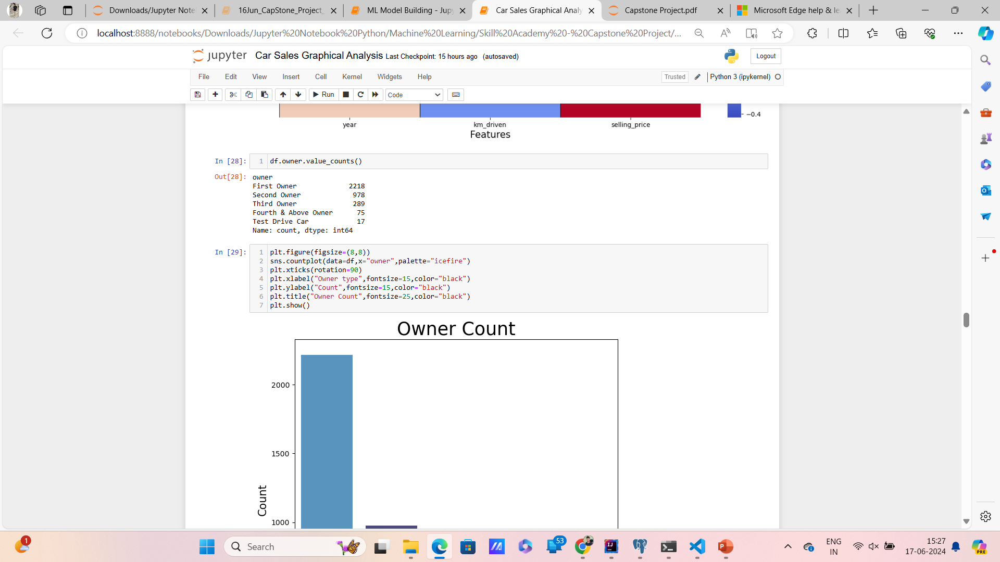 Downloads/Jupyter Note
16Jun_CapStone_Project_
ML Model Building - Jupy
Car Sales Graphical Analy
Capstone Project.pdf
Microsoft Edge help & le
localhost:8888/notebooks/Downloads/Jupyter%20Notebook%20Python/Machine%20Learning/Skill%20Academy%20-%20Capstone%20Project/...
jupyter Car Sales Graphical Analysis Last Checkpoint: 15 hours ago (autosaved)
Logout
File Edit View Insert Cell Kernel Widgets Help
Trusted
Python 3 (ipykernel)
Run
Code
−0.4
year km_driven selling_price
Features
In [28]: 1 df.owner.value_counts()
Out[28]: owner
First Owner 2218
Second Owner 978
Third Owner 289
Fourth & Above Owner 75
Test Drive Car 17
Name: count, dtype: int64
In [29]: 1 plt.figure(figsize=(8,8))
2 sns.countplot(data=df,x="owner",palette="icefire")
3 plt.xticks(rotation=90)
4 plt.xlabel("Owner type",fontsize=15,color="black")
5 plt.ylabel("Count",fontsize=15,color="black")
6 plt.title("Owner Count",fontsize=25,color="black")
7 plt.show()
Owner Count
2000
1500
1000
Count
1
Search
53
ENG
IN
15:27
17-06-2024
PRE